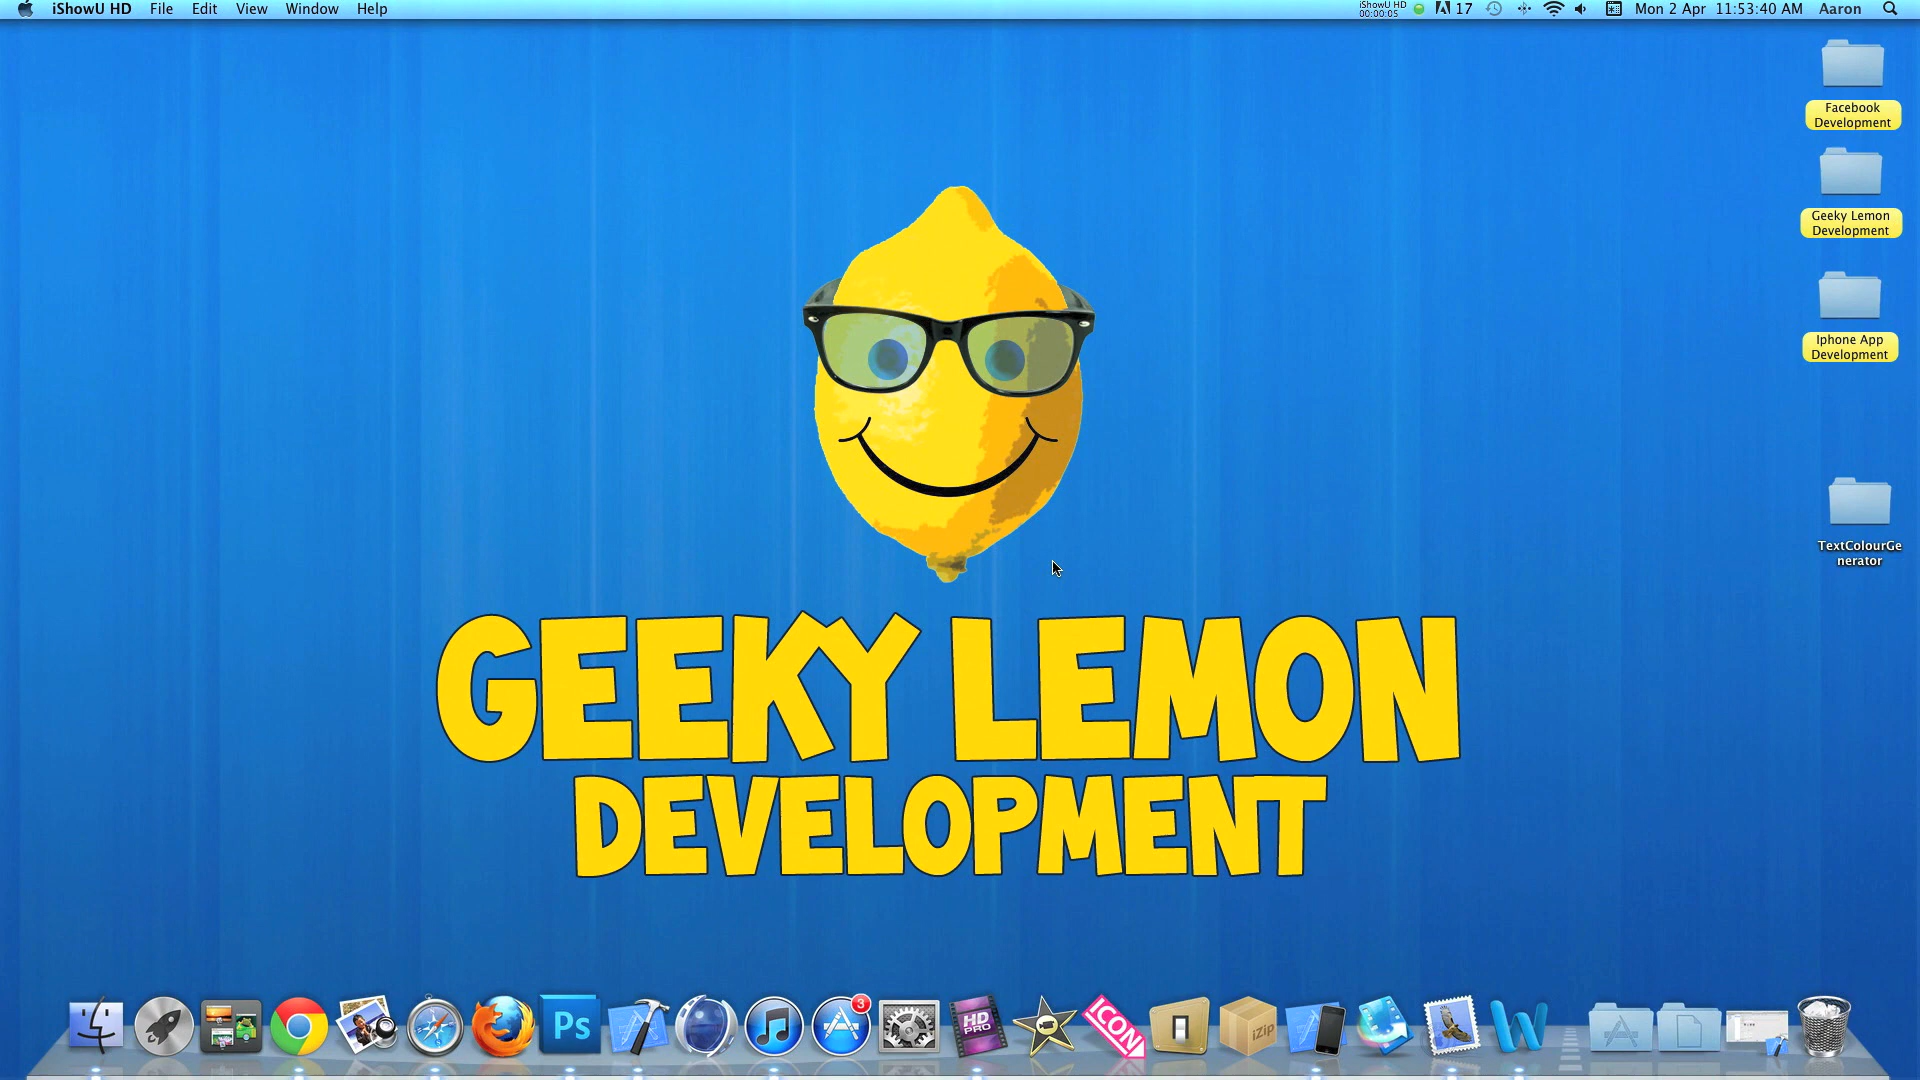 iShowU HD File Edit View Window Help iShowU HD 00:00:05 17 Mon 2 Apr 11:53:40 AM Aaron
Facebook
Development
Geeky Lemon
Development
Iphone App
Development
TextColourGe
nerator
GEEKY LEMON
DEVELOPMENT
3
Ps
HD
PRO
ICON
iZip
W